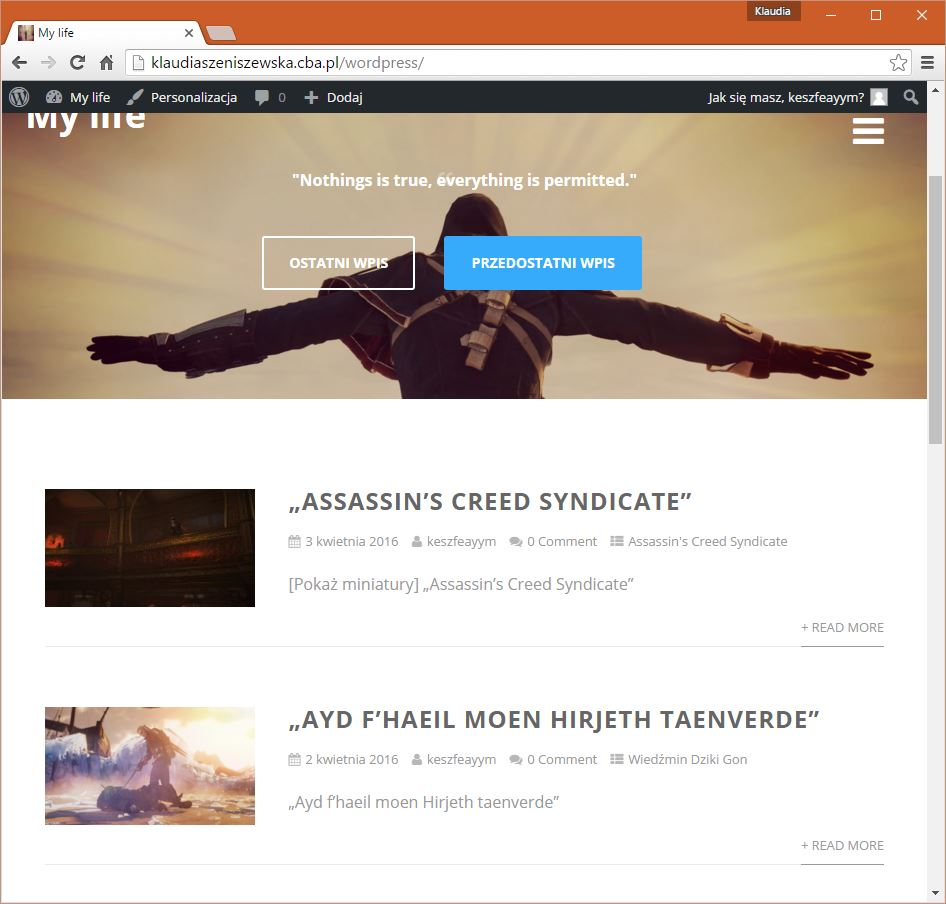 Klaudia
My life
klaudiaszeniszewska.cba.pl/wordpress/
My life Personalizacja 0 Dodaj Jak się masz, keszfeayym?
My life
"Nothings is true, everything is permitted."
OSTATNI WPIS PRZEDOSTATNI WPIS
„ASSASSIN’S CREED SYNDICATE”
3 kwietnia 2016 keszfeayym 0 Comment Assassin's Creed Syndicate
[Pokaż miniatury] „Assassin’s Creed Syndicate”
+ READ MORE
„AYD F’HAEIL MOEN HIRJETH TAENVERDE”
2 kwietnia 2016 keszfeayym 0 Comment Wiedźmin Dziki Gon
„Ayd f’haeil moen Hirjeth taenverde”
+ READ MORE